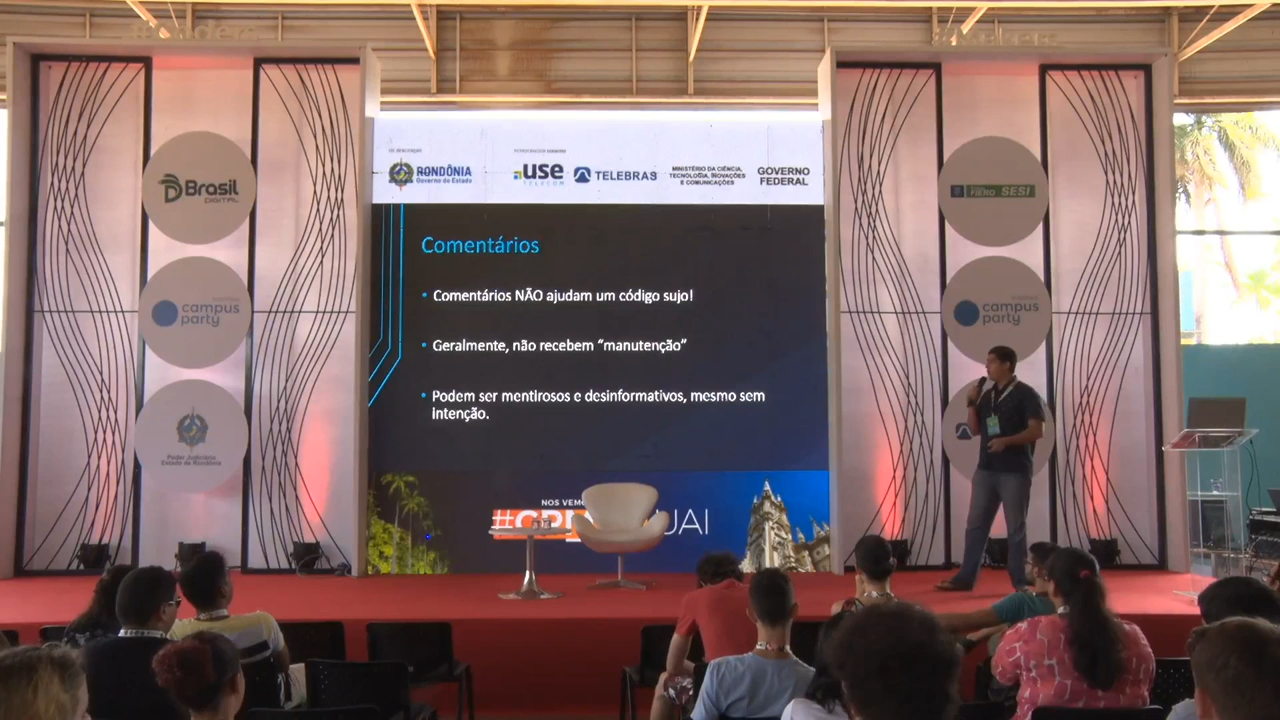 Brasil
DIGITAL
campus
party
Poder Judiciário
Estado de Rondônia
RONDÔNIA
Governo do Estado
use
TELECOM
TELEBRAS
MINISTÉRIO DA CIÊNCIA,
TECNOLOGIA, INOVAÇÕES
E COMUNICAÇÕES
GOVERNO
FEDERAL
Comentários
• Comentários NÃO ajudam um código sujo!
• Geralmente, não recebem “manutenção”
• Podem ser mentirosos e desinformativos, mesmo sem
intenção.
NOS VEMO
UAI
FIERO SESI
campus
party